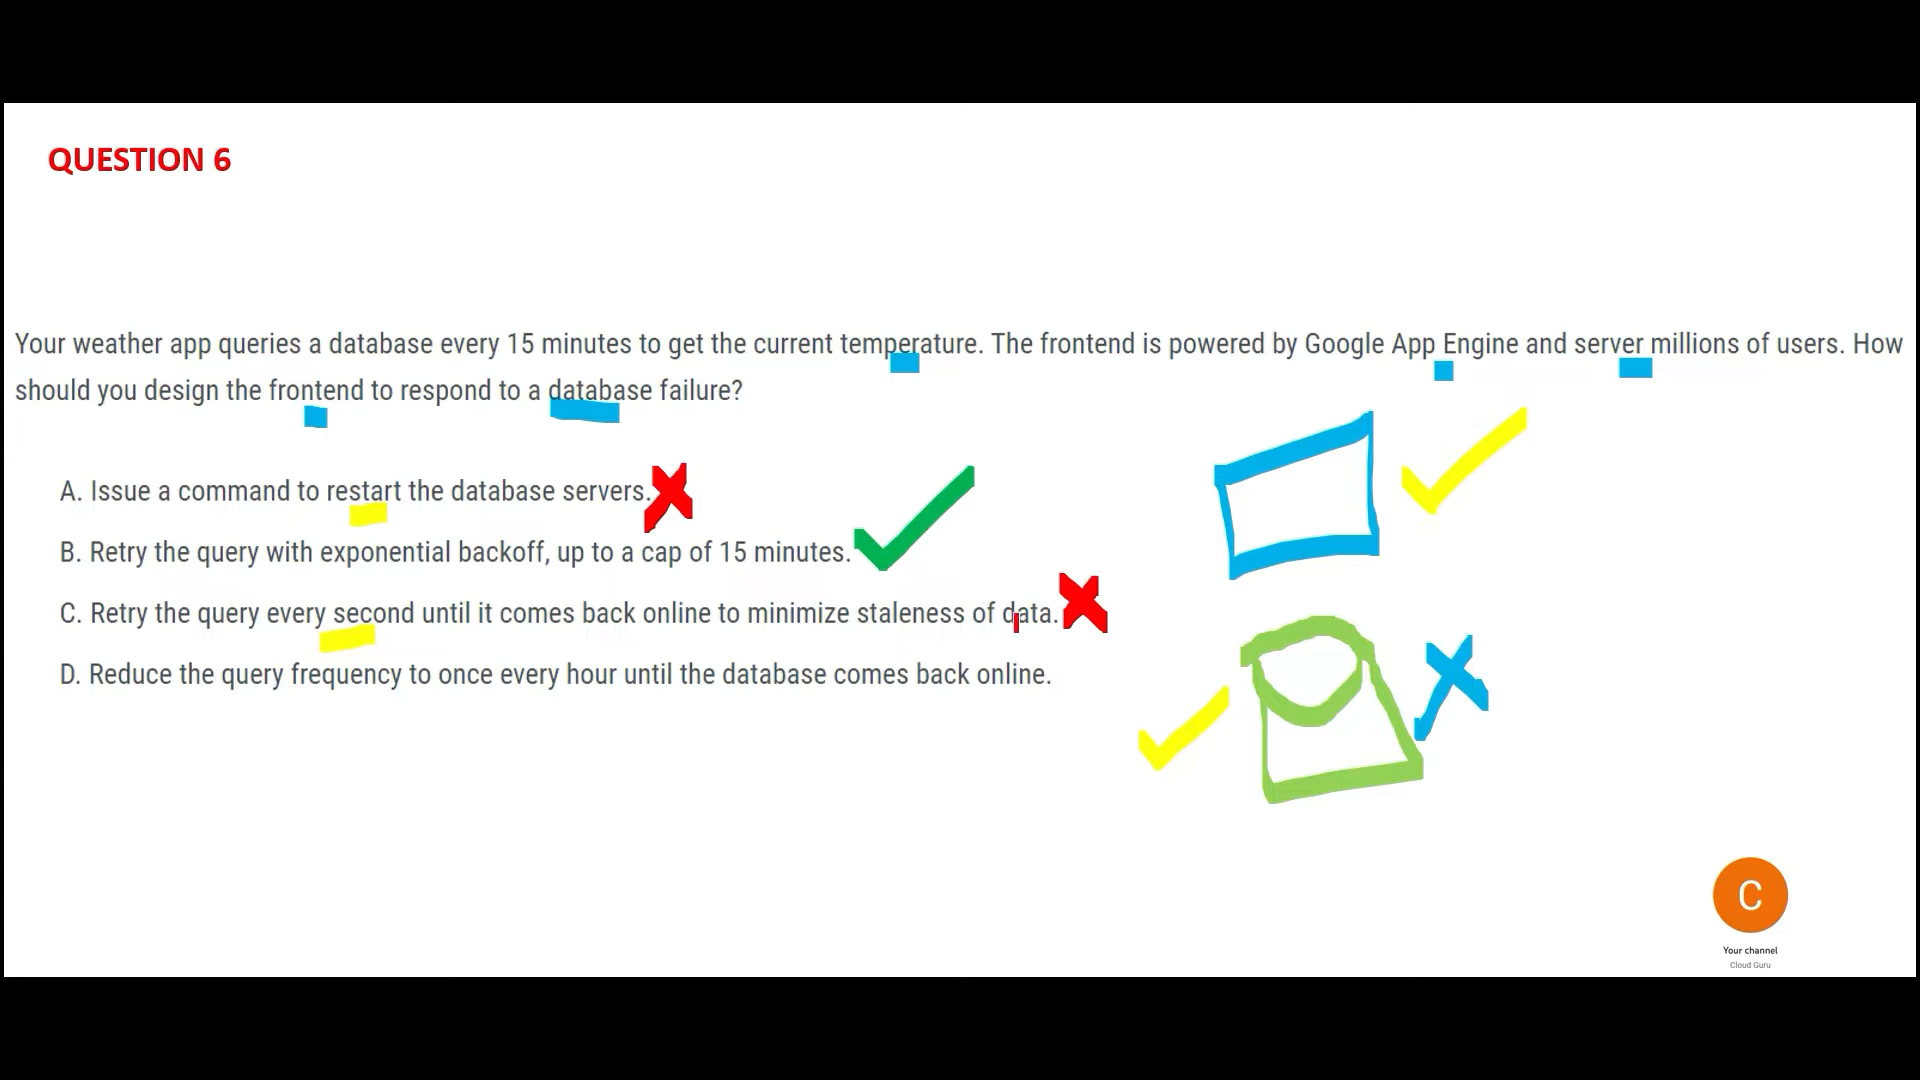 QUESTION 6
Your weather app queries a database every 15 minutes to get the current temperature. The frontend is powered by Google App Engine and server millions of users. How
should you design the frontend to respond to a database failure?
A. Issue a command to restart the database servers.
B. Retry the query with exponential backoff, up to a cap of 15 minutes.
C. Retry the query every second until it comes back online to minimize staleness of data.
D. Reduce the query frequency to once every hour until the database comes back online.
C
Your channel
Cloud Guru